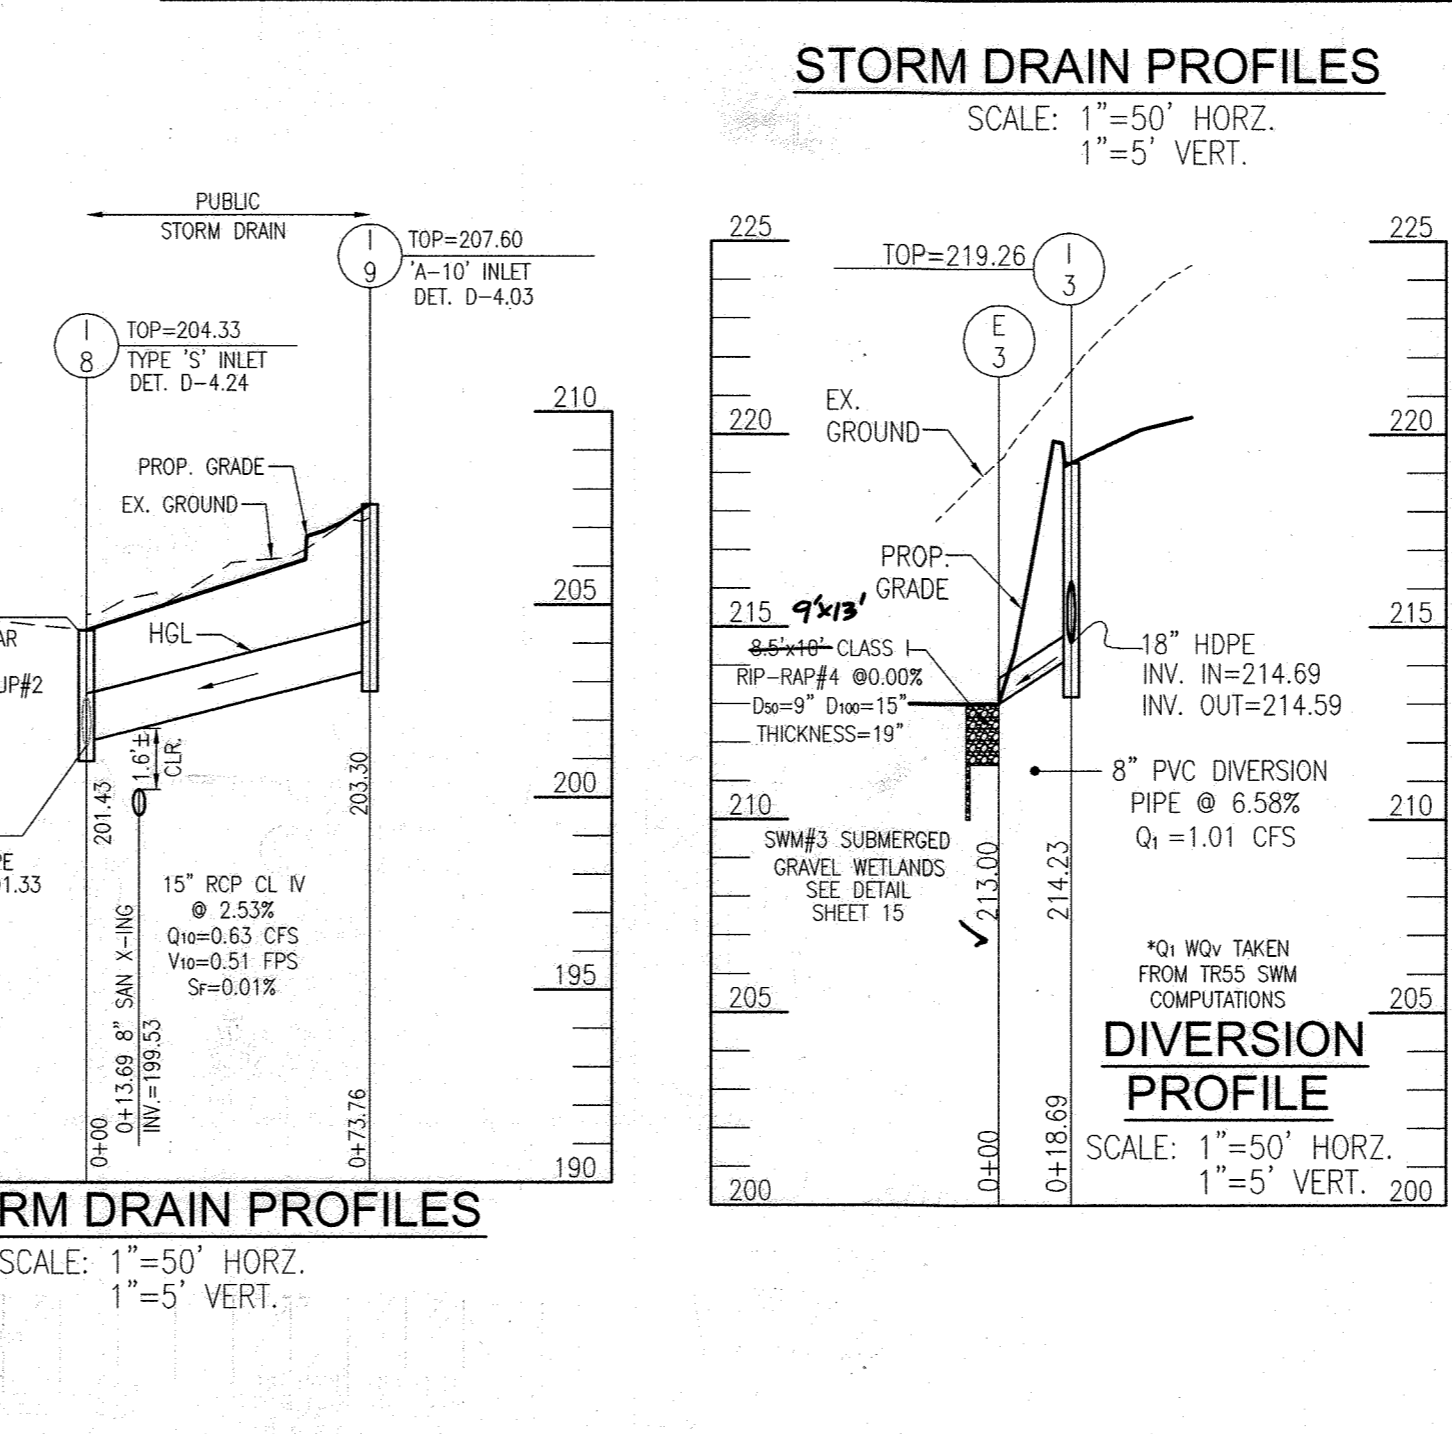 STORM DRAIN PROFILES
SCALE: 1"=50' HORZ.
1"=5' VERT.
PUBLIC
STORM DRAIN
I
9
TOP=207.60
'A-10' INLET
DET. D-4.03
I
8
TOP=204.33
TYPE 'S' INLET
DET. D-4.24
PROP. GRADE
EX. GROUND
HGL
AR
UP#2
1.6'±
CLR.
201.43
203.30
PE
01.33
15" RCP CL IV
@ 2.53%
Q10=0.63 CFS
V10=0.51 FPS
SF=0.01%
0+13.69 8" SAN X-ING
INV.=199.53
0+00
0+73.76
210
205
200
195
190
RM DRAIN PROFILES
SCALE: 1"=50' HORZ.
1"=5' VERT.
225
220
215
210
205
200
TOP=219.26
I
3
E
3
EX.
GROUND
PROP.
GRADE
9'x13'
8.5'x10' CLASS I
RIP-RAP#4 @0.00%
D50=9" D100=15"
THICKNESS=19"
18" HDPE
INV. IN=214.69
INV. OUT=214.59
8" PVC DIVERSION
PIPE @ 6.58%
Q1 =1.01 CFS
SWM#3 SUBMERGED
GRAVEL WETLANDS
SEE DETAIL
SHEET 15
213.00
214.23
*Q1 WQv TAKEN
FROM TR55 SWM
COMPUTATIONS
0+00
0+18.69
DIVERSION
PROFILE
SCALE: 1"=50' HORZ.
1"=5' VERT.
225
220
215
210
205
200